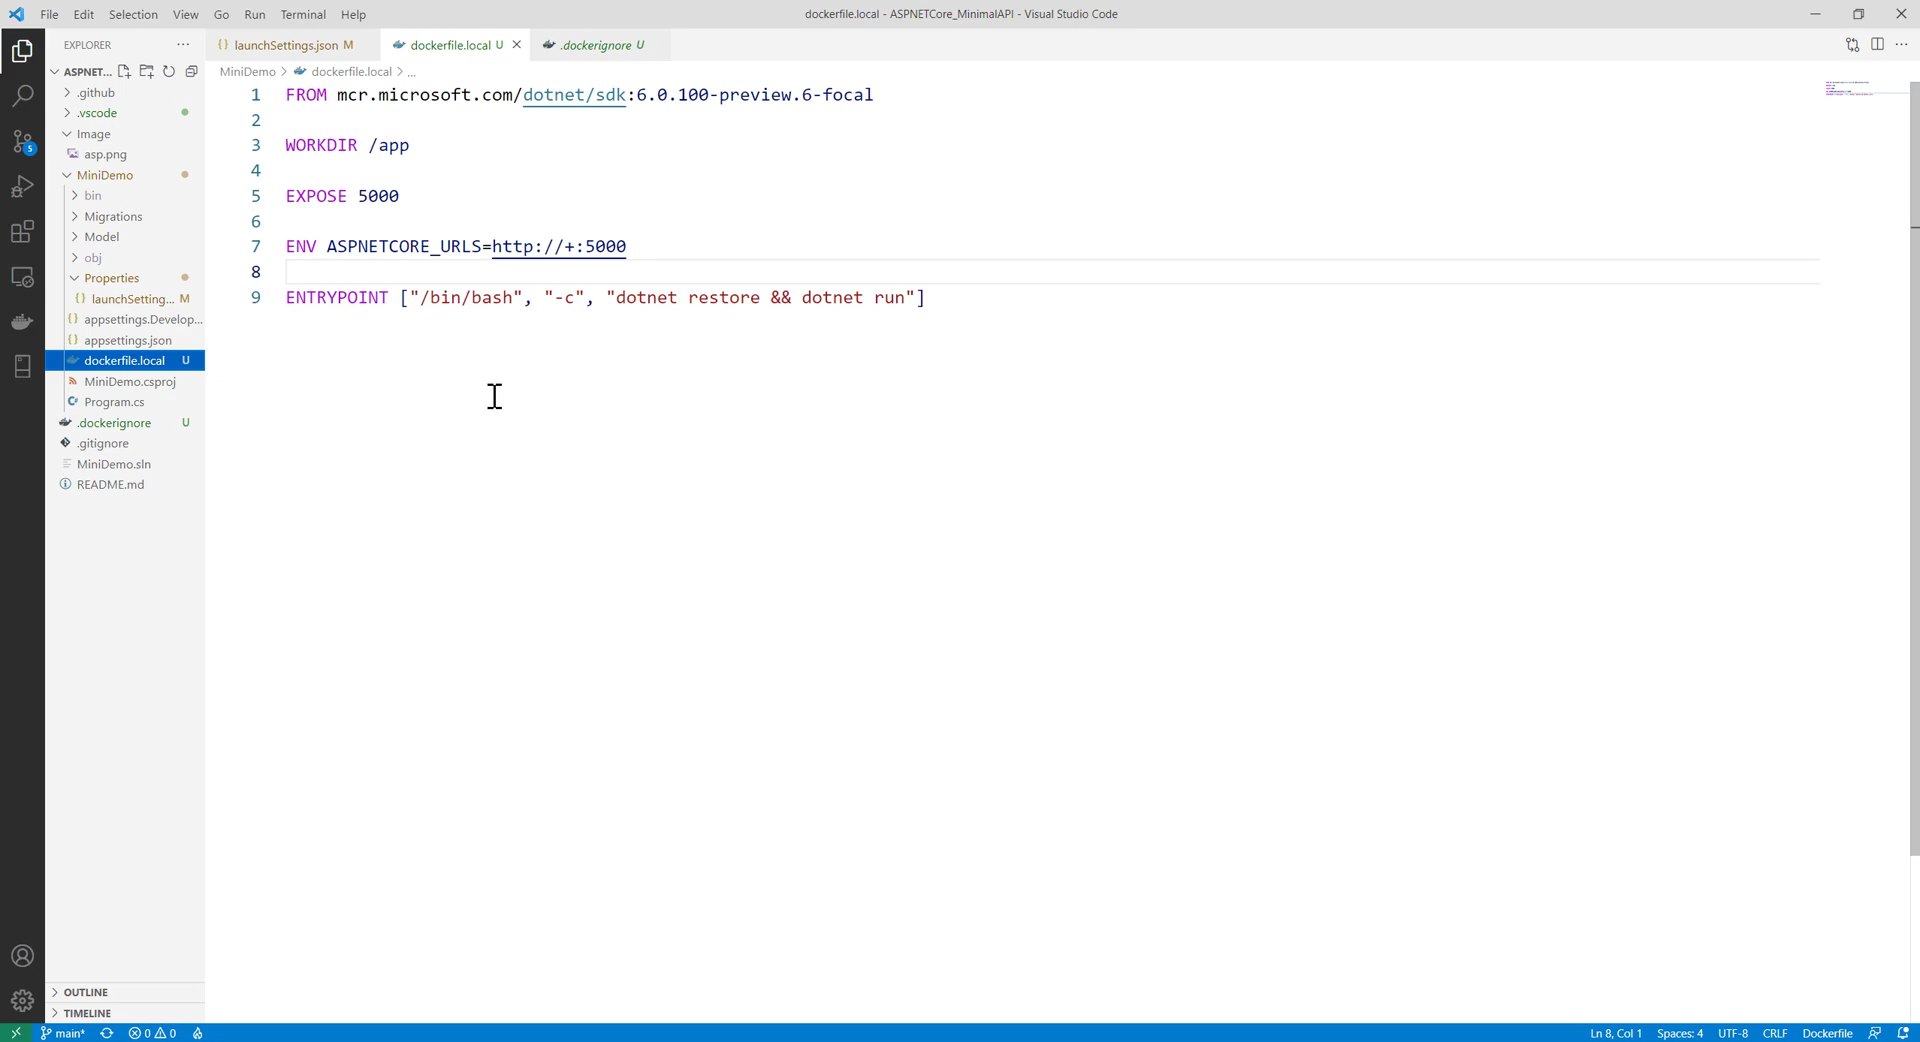 File Edit Selection View Go Run Terminal Help
dockerfile.local - ASPNETCore_MinimalAPI - Visual Studio Code
EXPLORER
launchSettings.json M
dockerfile.local U
.dockerignore U
ASPNET...
MiniDemo > dockerfile.local > ...
.github
.vscode
Image
asp.png
MiniDemo
bin
Migrations
Model
obj
Properties
launchSetting... M
appsettings.Develop...
appsettings.json
dockerfile.local U
MiniDemo.csproj
Program.cs
.dockerignore U
.gitignore
MiniDemo.sln
README.md
1 FROM mcr.microsoft.com/dotnet/sdk:6.0.100-preview.6-focal
2
3 WORKDIR /app
4
5 EXPOSE 5000
6
7 ENV ASPNETCORE_URLS=http://+:5000
8
9 ENTRYPOINT ["/bin/bash", "-c", "dotnet restore && dotnet run"]
5
OUTLINE
TIMELINE
main* 0 0
Ln 8, Col 1 Spaces: 4 UTF-8 CRLF Dockerfile